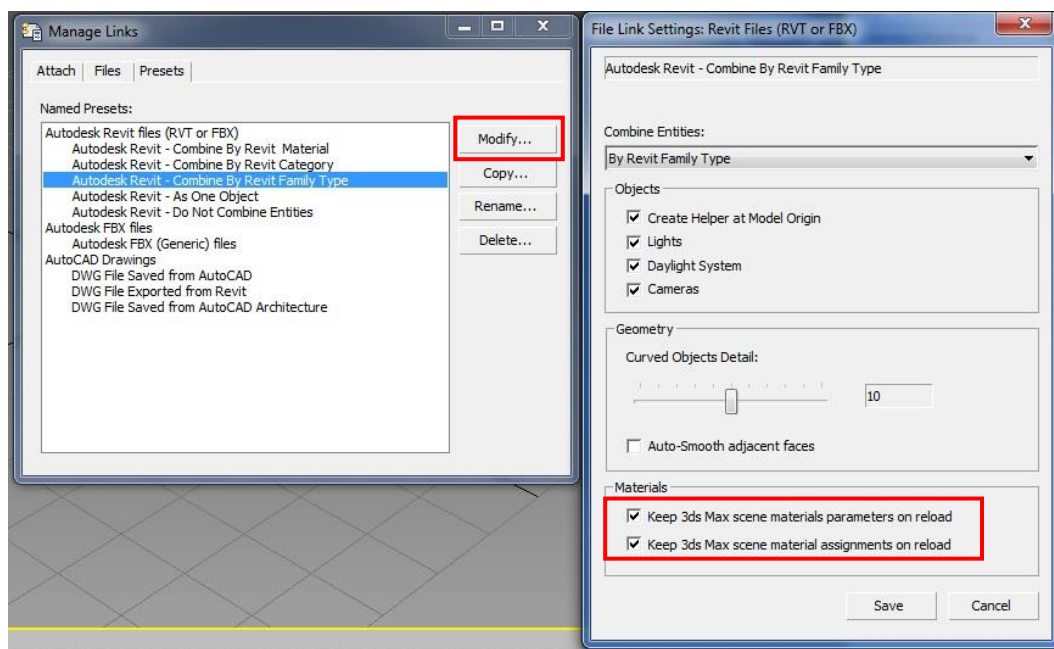 Manage Links
Attach Files Presets
Named Presets:
Autodesk Revit files (RVT or FBX)
Autodesk Revit - Combine By Revit Material
Autodesk Revit - Combine By Revit Category
Autodesk Revit - Combine By Revit Family Type
Autodesk Revit - As One Object
Autodesk Revit - Do Not Combine Entities
Autodesk FBX files
Autodesk FBX (Generic) files
AutoCAD Drawings
DWG File Saved from AutoCAD
DWG File Exported from Revit
DWG File Saved from AutoCAD Architecture
Modify...
Copy...
Rename...
Delete...
File Link Settings: Revit Files (RVT or FBX)
Autodesk Revit - Combine By Revit Family Type
Combine Entities:
By Revit Family Type
Objects
Create Helper at Model Origin
Lights
Daylight System
Cameras
Geometry
Curved Objects Detail:
10
Auto-Smooth adjacent faces
Materials
Keep 3ds Max scene materials parameters on reload
Keep 3ds Max scene material assignments on reload
Save Cancel